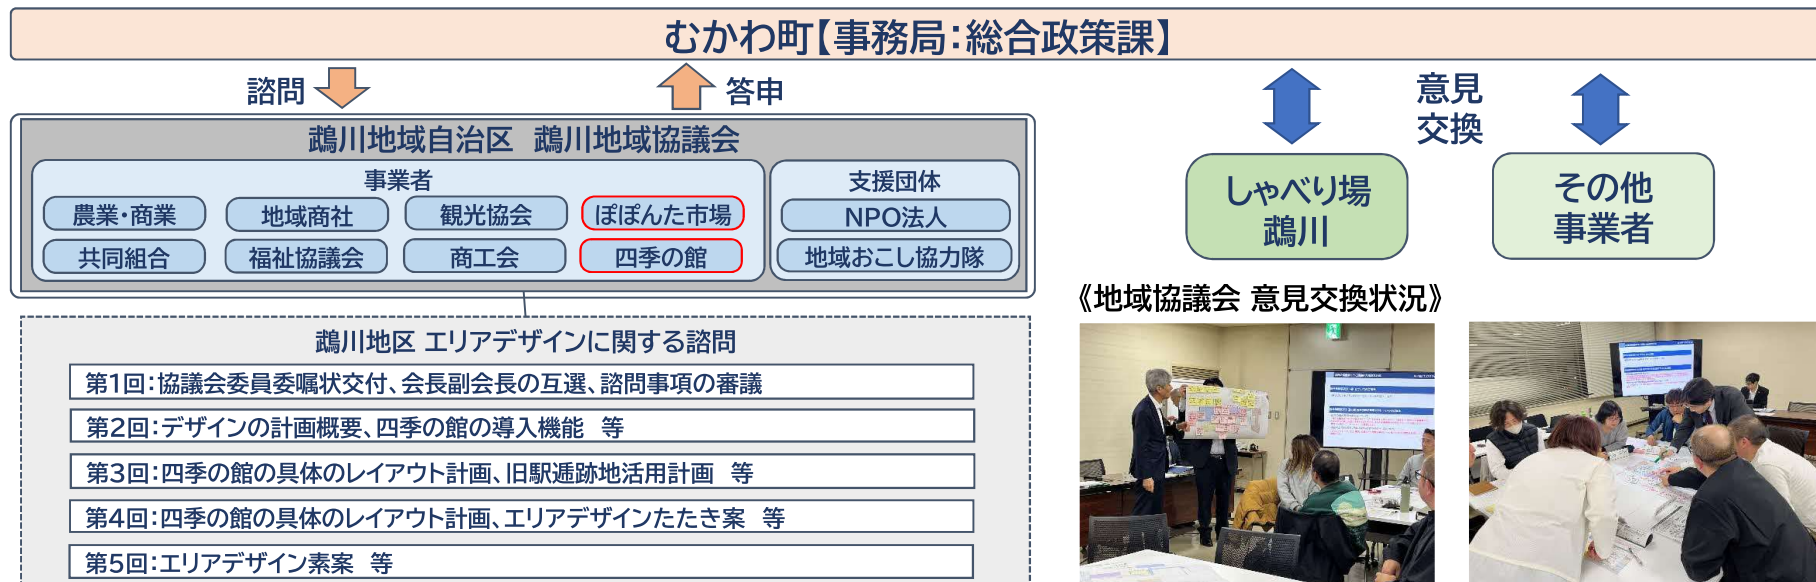 むかわ町【事務局：総合政策課】
諮問
答申
意見
交換
鵡川地域自治区　鵡川地域協議会
事業者
農業・商業
地域商社
観光協会
ぽぽんた市場
共同組合
福祉協議会
商工会
四季の館
支援団体
NPO法人
地域おこし協力隊
しゃべり場
鵡川
その他
事業者
《地域協議会 意見交換状況》
鵡川地区 エリアデザインに関する諮問
第1回：協議会委員委嘱状交付、会長副会長の互選、諮問事項の審議
第2回：デザインの計画概要、四季の館の導入機能　等
第3回：四季の館の具体のレイアウト計画、旧駅逓跡地活用計画　等
第4回：四季の館の具体のレイアウト計画、エリアデザインたたき案　等
第5回：エリアデザイン素案　等